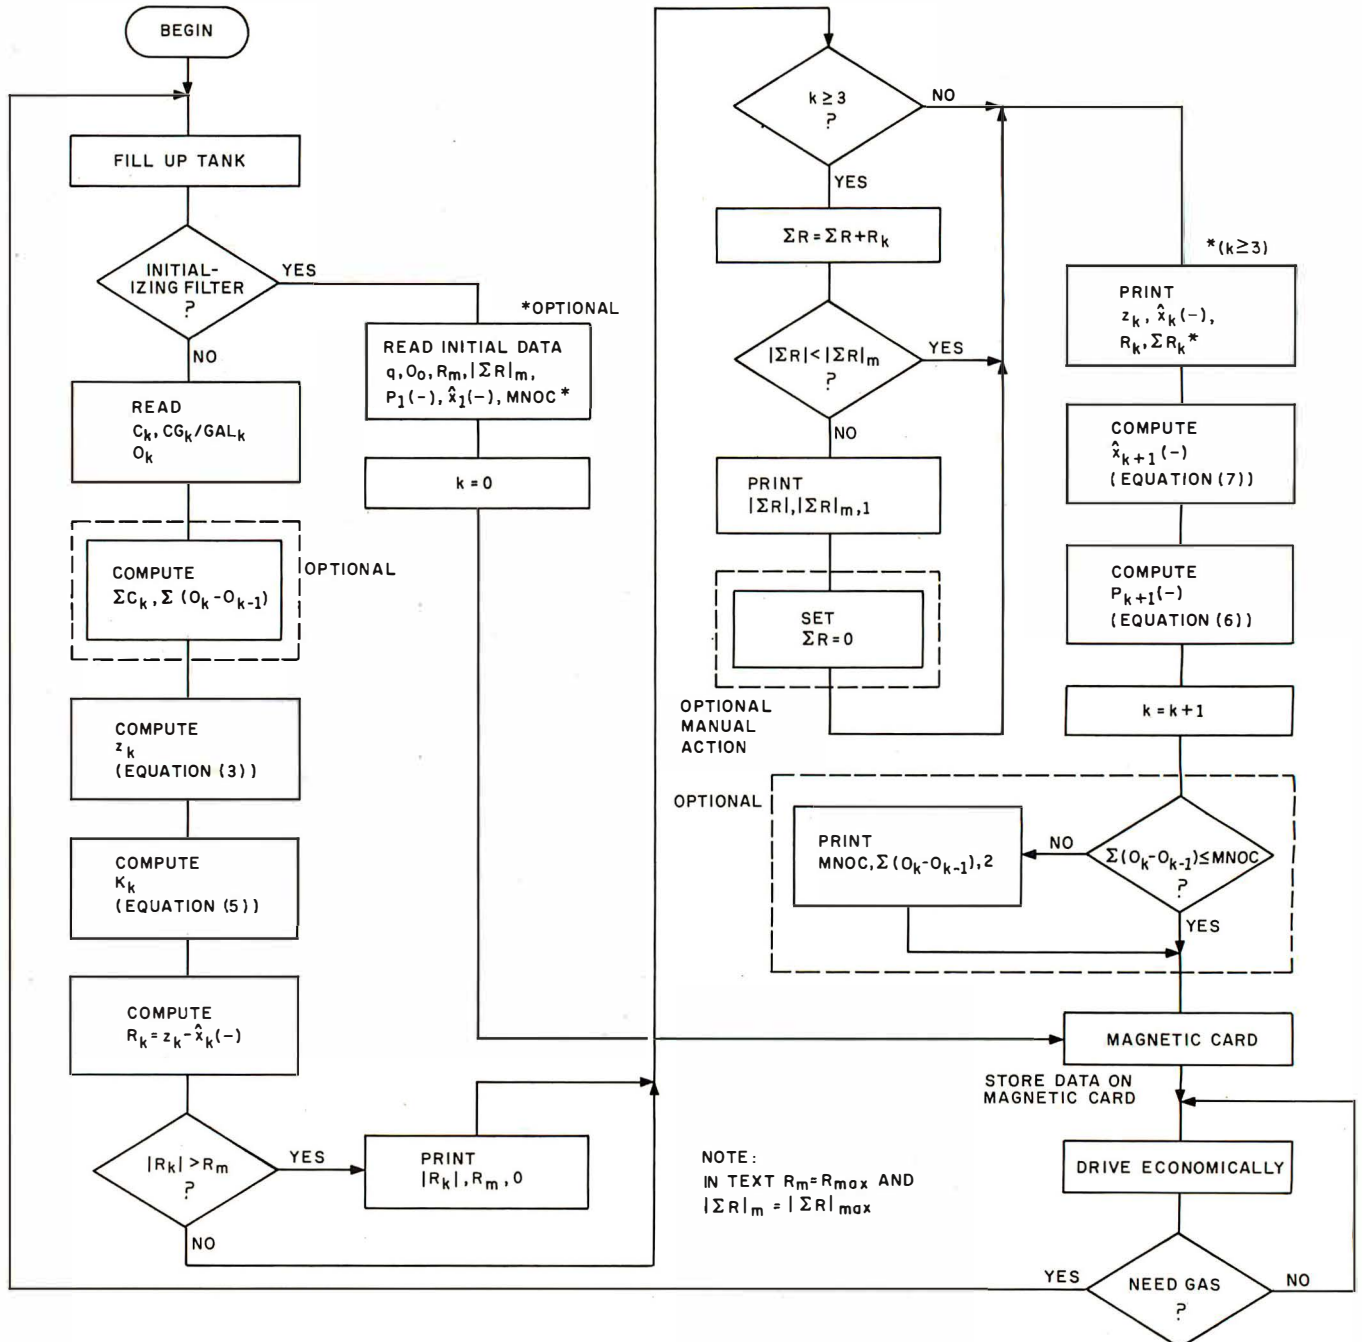 BEGIN
FILL UP TANK
INITIAL-
IZING FILTER
?
YES
NO
*OPTIONAL
READ INITIAL DATA
q, O₀, Rₘ, |ΣR|ₘ,
P₁(-), x̂₁(-), MNOC*
k=0
READ
Cₖ, CGₖ/GALₖ
Oₖ
COMPUTE
ΣCₖ, Σ(Oₖ-Oₖ₋₁)
OPTIONAL
COMPUTE
zₖ
(EQUATION (3))
COMPUTE
Kₖ
(EQUATION (5))
COMPUTE
Rₖ=zₖ-x̂ₖ(-)
|Rₖ|>Rₘ
?
YES
NO
PRINT
|Rₖ|, Rₘ, 0
k≥3
?
NO
YES
ΣR=ΣR+Rₖ
|ΣR|<|ΣR|ₘ
?
YES
NO
PRINT
|ΣR|, |ΣR|ₘ, 1
SET
ΣR=0
OPTIONAL
MANUAL
ACTION
*(k≥3)
PRINT
zₖ, x̂ₖ(-),
Rₖ, ΣRₖ*
COMPUTE
x̂ₖ₊₁(-)
(EQUATION (7))
COMPUTE
Pₖ₊₁(-)
(EQUATION (6))
k=k+1
OPTIONAL
Σ(Oₖ-Oₖ₋₁)≤MNOC
?
NO
YES
PRINT
MNOC, Σ(Oₖ-Oₖ₋₁), 2
MAGNETIC CARD
STORE DATA ON
MAGNETIC CARD
DRIVE ECONOMICALLY
NEED GAS
?
YES
NO
NOTE:
IN TEXT Rₘ=Rmax AND
|ΣR|ₘ=|ΣR|max